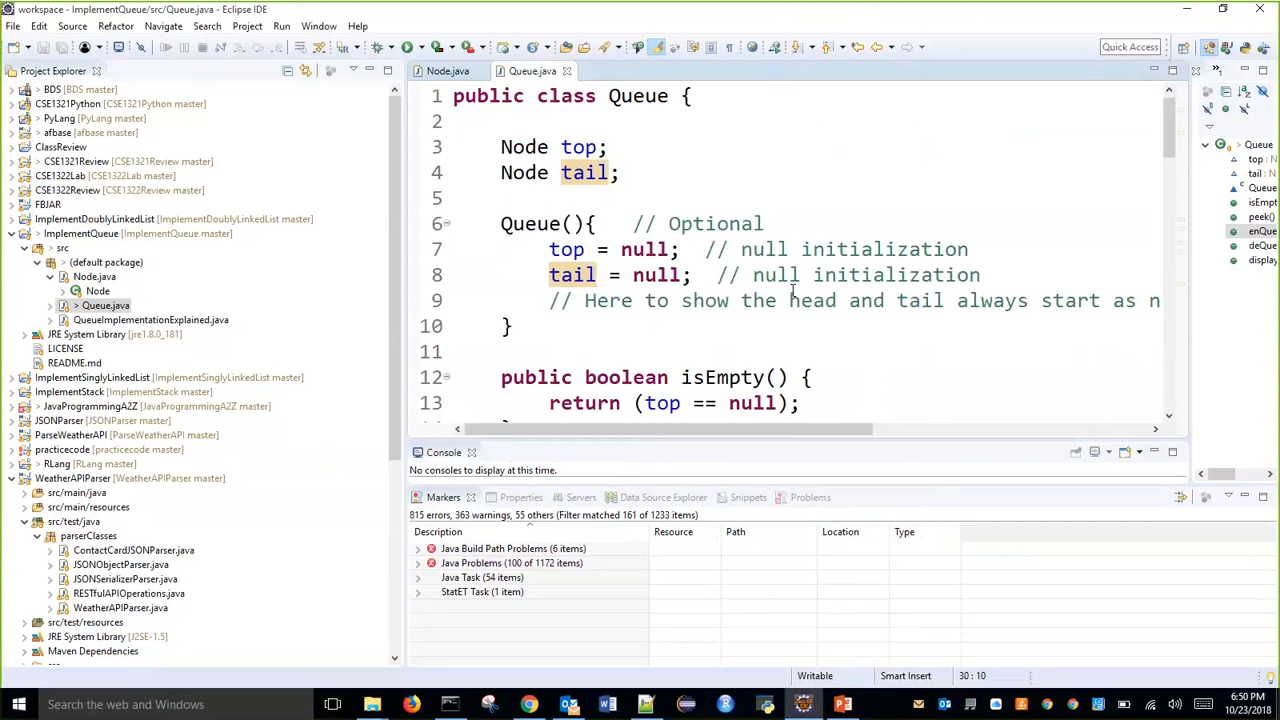 workspace - ImplementQueue/src/Queue.java - Eclipse IDE
File Edit Source Refactor Navigate Search Project Run Window Help
Quick Access
Project Explorer
> BDS [BDS master]
> CSE1321Python [CSE1321Python master]
> PyLang [PyLang master]
> afbase [afbase master]
ClassReview
> CSE1321Review [CSE1321Review master]
CSE1322Lab [CSE1321Lab master]
CSE1322Review [CSE1322Review master]
FBJAR
ImplementDoublyLinkedList [ImplementDoublyLinkedList master]
> ImplementQueue [ImplementQueue master]
> src
> (default package)
Node.java
Node
> Queue.java
QueueImplementationExplained.java
JRE System Library [jre1.8.0_181]
LICENSE
README.md
ImplementSinglyLinkedList [ImplementSinglyLinkedList master]
ImplementStack [ImplementStack master]
> JavaProgrammingA2Z [JavaProgrammingA2Z master]
JSONParser [JSONParser master]
ParseWeatherAPI [ParseWeatherAPI master]
practicecode [practicecode master]
> RLang [RLang master]
WeatherAPIParser [WeatherAPIParser master]
src/main/java
src/main/resources
src/test/java
parserClasses
ContactCardJSONParser.java
JSONObjectParser.java
JSONSerializerParser.java
RESTfulAPIOperations.java
WeatherAPIParser.java
src/test/resources
JRE System Library [J2SE-1.5]
Maven Dependencies
Node.java Queue.java
1 public class Queue {
2
3 Node top;
4 Node tail;
5
6 Queue(){ // Optional
7 top = null; // null initialization
8 tail = null; // null initialization
9 // Here to show the head and tail always start as n
10 }
11
12 public boolean isEmpty() {
13 return (top == null);
Queue
top : N
tail : N
Queue
isEmp
peek()
enQue
deQue
display
Console
No consoles to display at this time.
Markers Properties Servers Data Source Explorer Snippets Problems
815 errors, 363 warnings, 55 others (Filter matched 161 of 1233 items)
Description Resource Path Location Type
Java Build Path Problems (6 items)
Java Problems (100 of 1172 items)
Java Task (54 items)
StatET Task (1 item)
Writable Smart Insert 30 : 10
Search the web and Windows
6:50 PM
10/23/2018